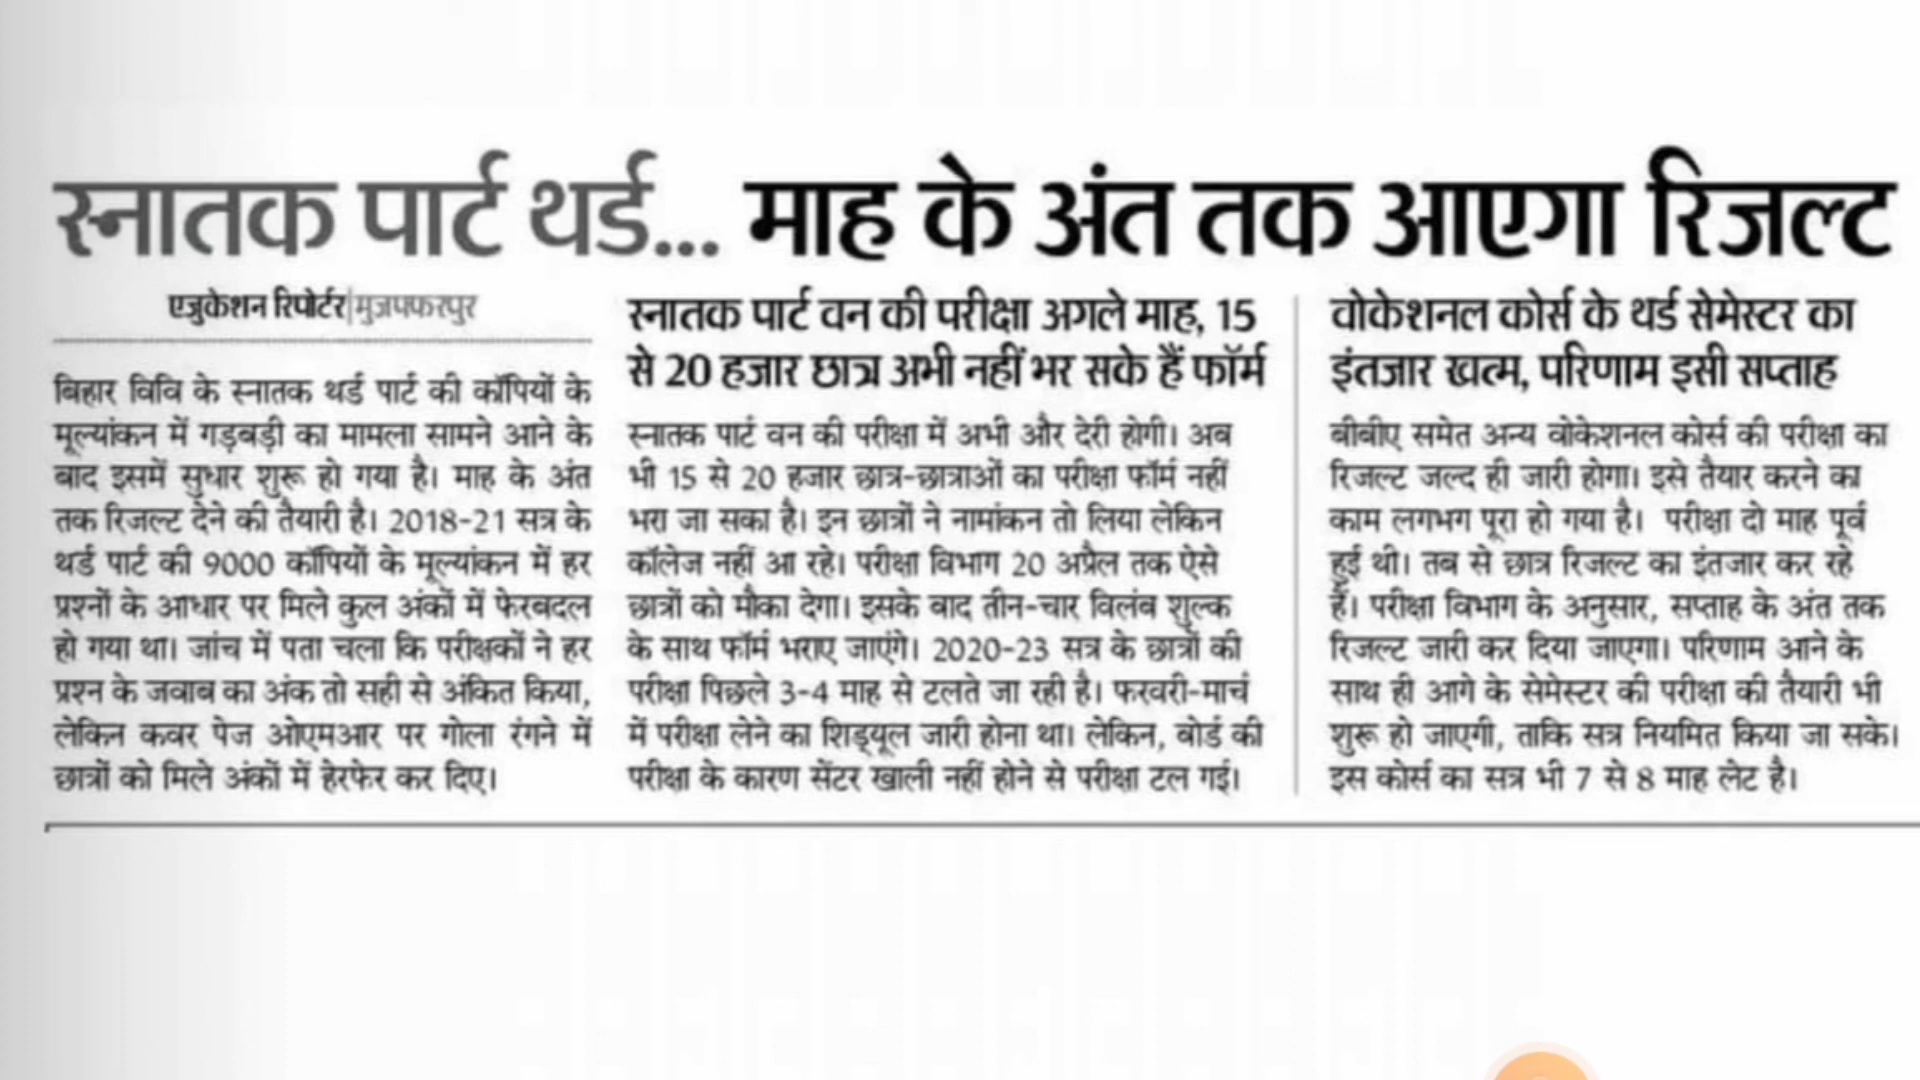 स्नातक पार्ट थर्ड... माह के अंत तक आएगा रिजल्ट
एजुकेशन रिपोर्टर|मुजफ्फरपुर
बिहार विवि के स्नातक थर्ड पार्ट की कॉपियों के
मूल्यांकन में गड़बड़ी का मामला सामने आने के
बाद इसमें सुधार शुरू हो गया है। माह के अंत
तक रिजल्ट देने की तैयारी है। 2018-21 सत्र के
थर्ड पार्ट की 9000 कॉपियों के मूल्यांकन में हर
प्रश्नों के आधार पर मिले कुल अंकों में फेरबदल
हो गया था। जांच में पता चला कि परीक्षकों ने हर
प्रश्न के जवाब का अंक तो सही से अंकित किया,
लेकिन कवर पेज ओएमआर पर गोला रंगने में
छात्रों को मिले अंकों में हेरफेर कर दिए।
स्नातक पार्ट वन की परीक्षा अगले माह, 15
से 20 हजार छात्र अभी नहीं भर सके हैं फॉर्म
स्नातक पार्ट वन की परीक्षा में अभी और देरी होगी। अब
भी 15 से 20 हजार छात्र-छात्राओं का परीक्षा फॉर्म नहीं
भरा जा सका है। इन छात्रों ने नामांकन तो लिया लेकिन
कॉलेज नहीं आ रहे। परीक्षा विभाग 20 अप्रैल तक ऐसे
छात्रों को मौका देगा। इसके बाद तीन-चार विलंब शुल्क
के साथ फॉर्म भराए जाएंगे। 2020-23 सत्र के छात्रों की
परीक्षा पिछले 3-4 माह से टलते जा रही है। फरवरी-मार्च
में परीक्षा लेने का शिड्यूल जारी होना था। लेकिन, बोर्ड की
परीक्षा के कारण सेंटर खाली नहीं होने से परीक्षा टल गई।
वोकेशनल कोर्स के थर्ड सेमेस्टर का
इंतजार खत्म, परिणाम इसी सप्ताह
बीबीए समेत अन्य वोकेशनल कोर्स की परीक्षा का
रिजल्ट जल्द ही जारी होगा। इसे तैयार करने का
काम लगभग पूरा हो गया है। परीक्षा दो माह पूर्व
हुई थी। तब से छात्र रिजल्ट का इंतजार कर रहे
हैं। परीक्षा विभाग के अनुसार, सप्ताह के अंत तक
रिजल्ट जारी कर दिया जाएगा। परिणाम आने के
साथ ही आगे के सेमेस्टर की परीक्षा की तैयारी भी
शुरू हो जाएगी, ताकि सत्र नियमित किया जा सके।
इस कोर्स का सत्र भी 7 से 8 माह लेट है।